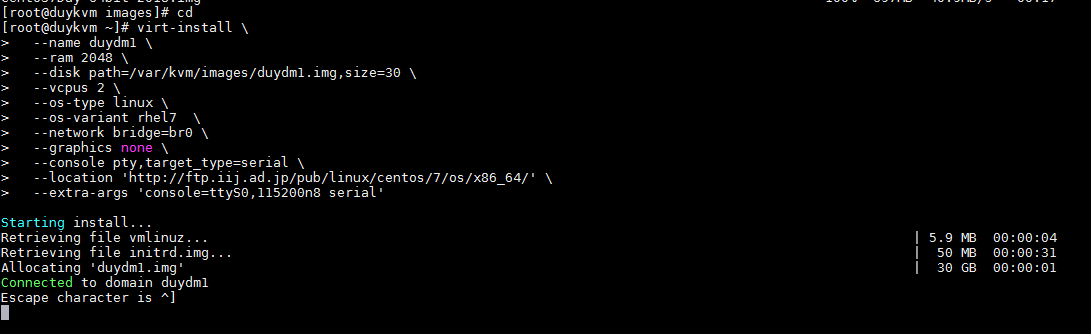 [root@duykvm images]# cd
[root@duykvm ~]# virt-install \
>   --name duydm1 \
>   --ram 2048 \
>   --disk path=/var/kvm/images/duydm1.img,size=30 \
>   --vcpus 2 \
>   --os-type linux \
>   --os-variant rhel7  \
>   --network bridge=br0 \
>   --graphics none \
>   --console pty,target_type=serial \
>   --location 'http://ftp.iij.ad.jp/pub/linux/centos/7/os/x86_64/' \
>   --extra-args 'console=ttyS0,115200n8 serial'
Starting install...
Retrieving file vmlinuz... | 5.9 MB  00:00:04
Retrieving file initrd.img... |  50 MB  00:00:31
Allocating 'duydm1.img' |  30 GB  00:00:01
Connected to domain duydm1
Escape character is ^]